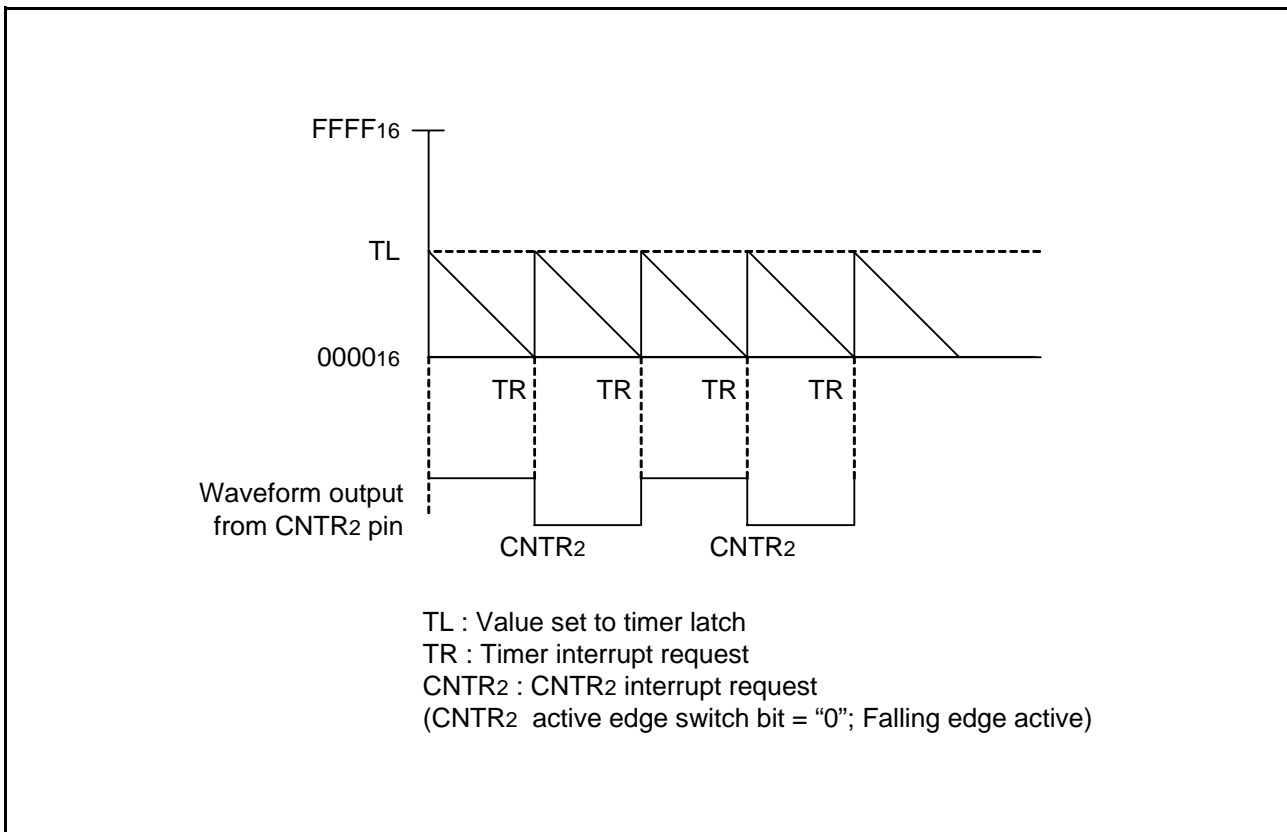 FFFF16
TL
000016
TR TR TR TR
Waveform output
from CNTR2 pin
CNTR2 CNTR2
TL : Value set to timer latch
TR : Timer interrupt request
CNTR2 : CNTR2 interrupt request
(CNTR2 active edge switch bit = “0”; Falling edge active)